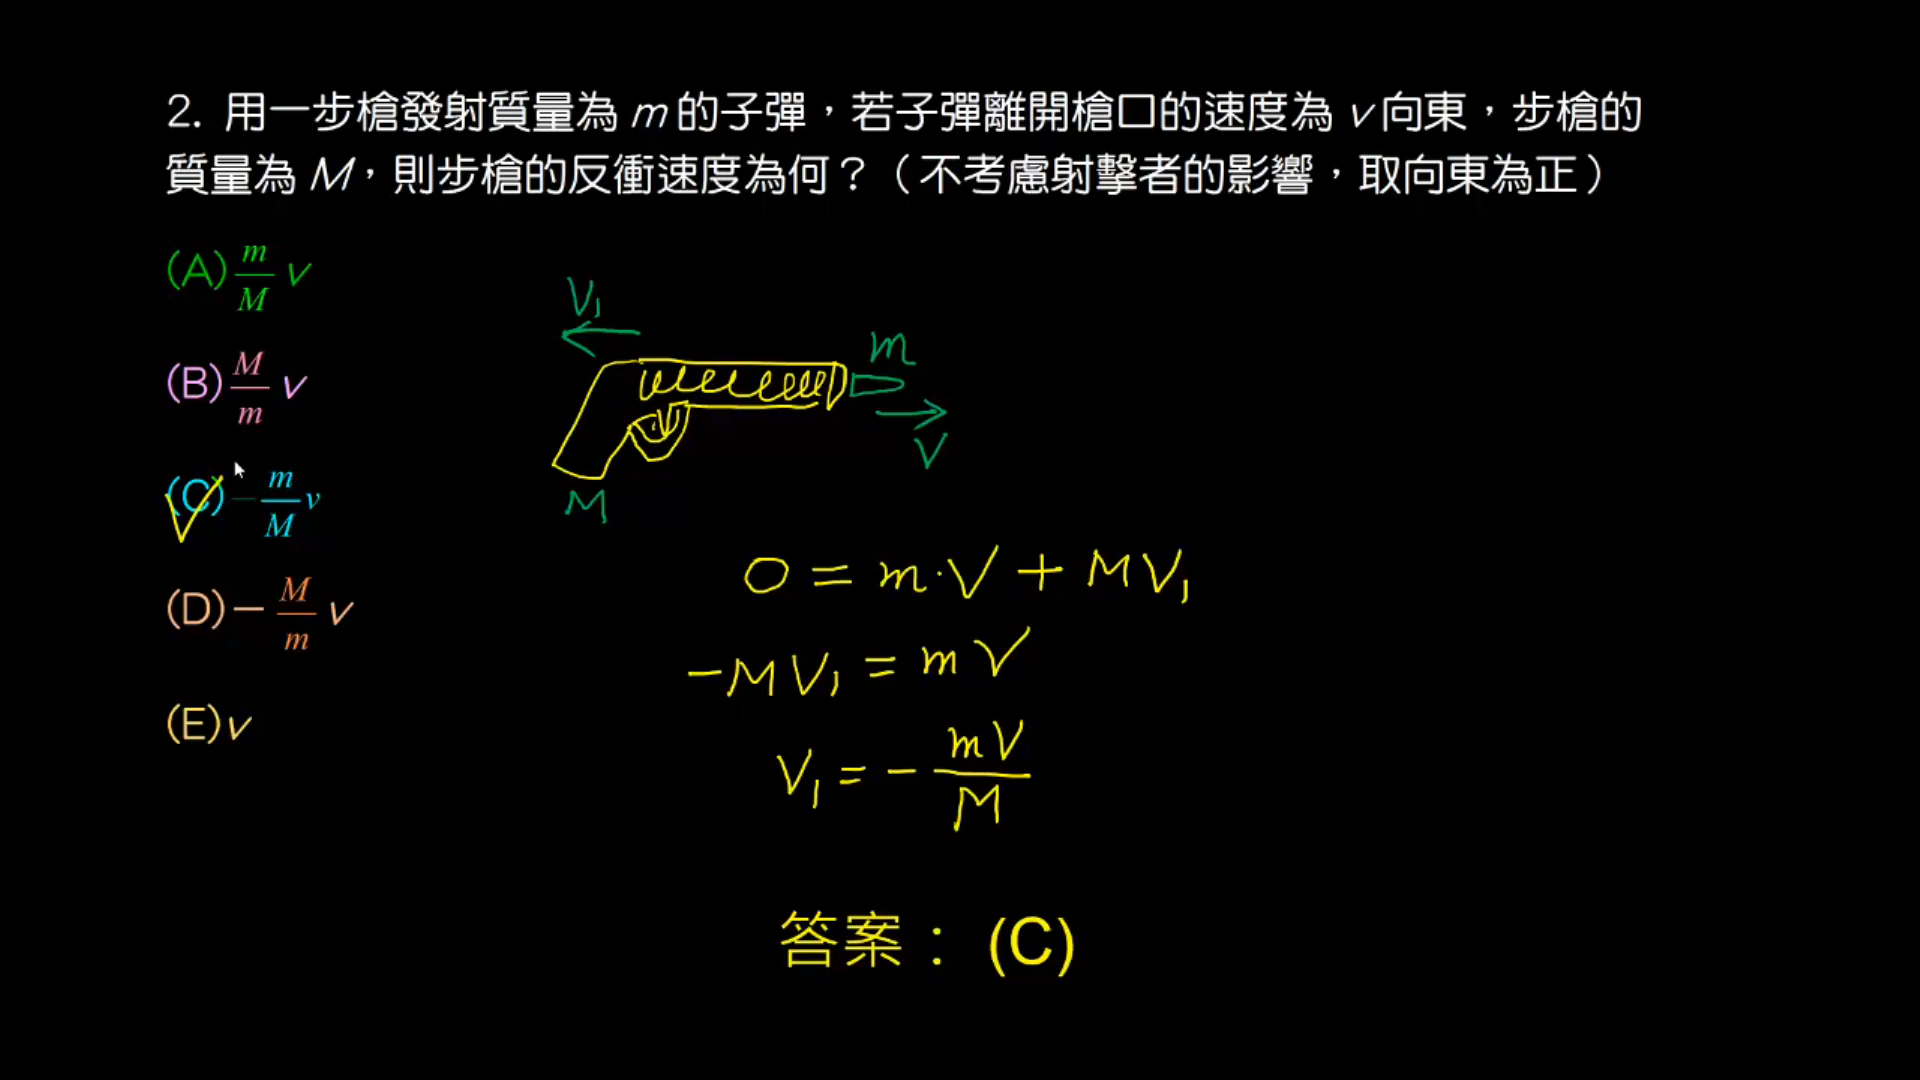 2. 用一步槍發射質量為 m 的子彈，若子彈離開槍口的速度為 v 向東，步槍的
質量為 M，則步槍的反衝速度為何？（不考慮射擊者的影響，取向東為正）
(A) m/M v
(B) M/m v
(C) − m/M v
(D) − M/m v
(E) v
V₁
m
V
M
0 = m·V + MV₁
−MV₁ = mV
V₁ = − mV/M
答案： (C)